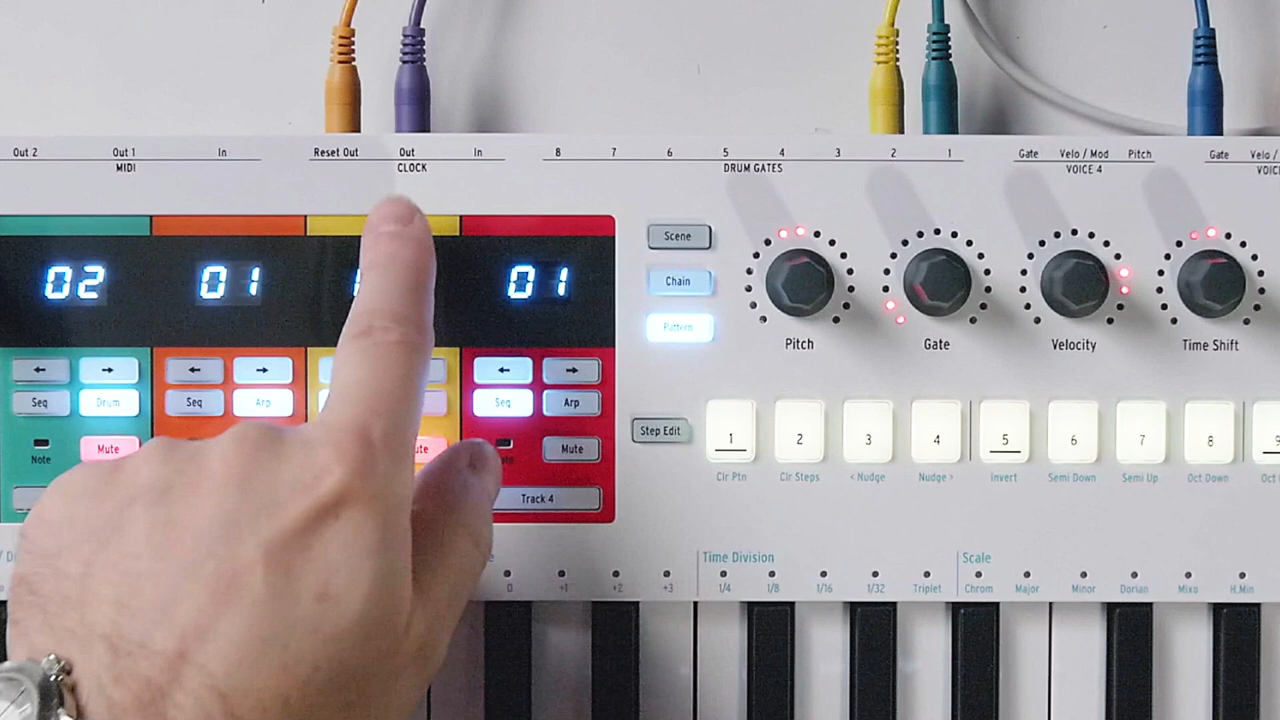 Out 2 Out 1 In Reset Out Out In 8 7 6 5 4 3 2 1 Gate Velo / Mod Pitch Gate Velo /
MIDI CLOCK DRUM GATES VOICE 4
Scene
02 01 01
Chain
Pattern
Pitch Gate Velocity Time Shift
← → ← → ← →
Seq Drum Seq Arp Seq Arp
Step Edit 1 2 3 4 5 6 7 8 9
Mute Mute
Note
Clr Ptn Clr Steps < Nudge Nudge > Invert Semi Down Semi Up Oct Down Oct
Track 4
Time Division Scale
0 +1 +2 +3 1/4 1/8 1/16 1/32 Triplet Chrom Major Minor Dorian Mixo H.Min